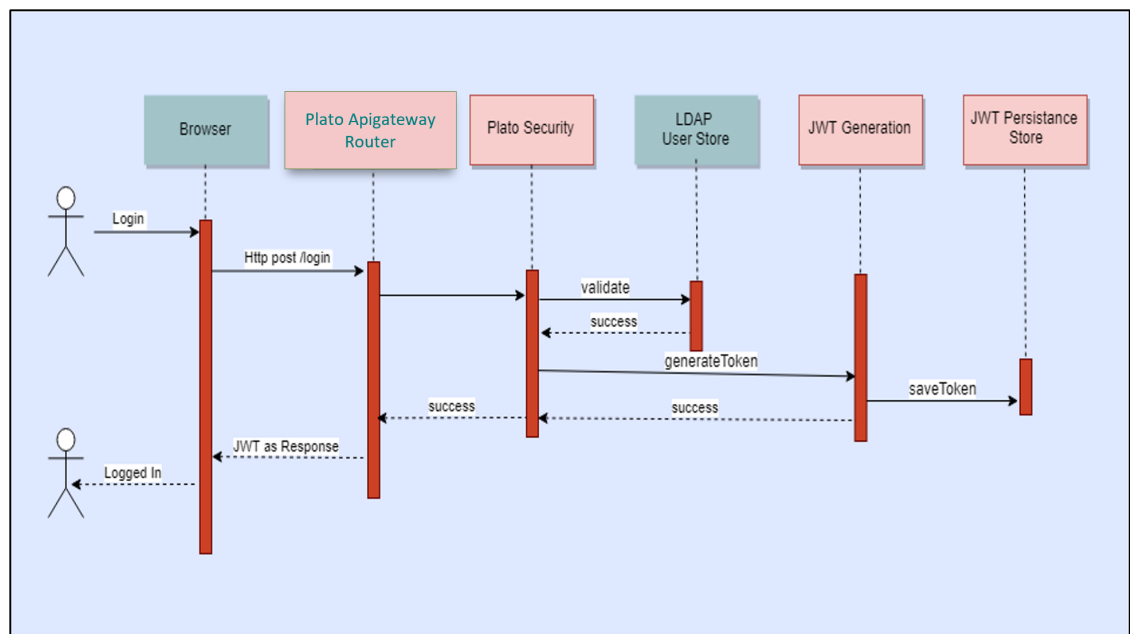 Browser
Plato Apigateway
Router
Plato Security
LDAP
User Store
JWT Generation
JWT Persistance
Store
Login
Http post /login
validate
success
generateToken
saveToken
success
success
JWT as Response
Logged In